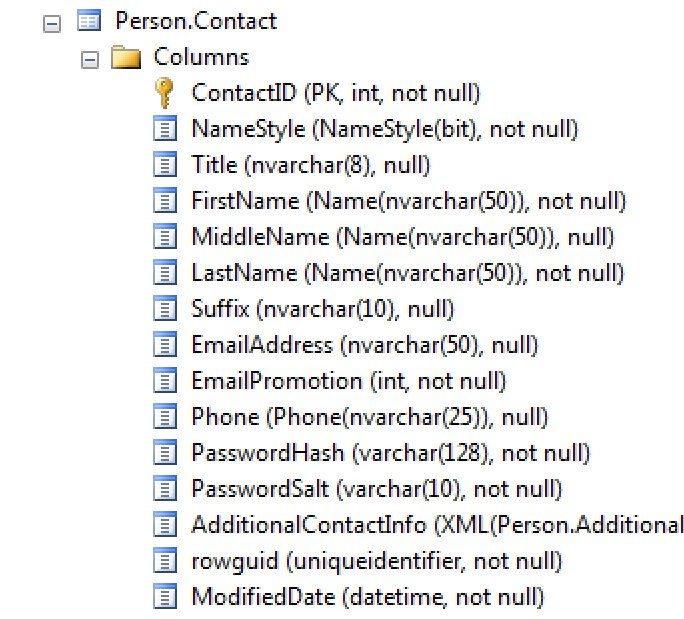 Person.Contact
Columns
ContactID (PK, int, not null)
NameStyle (NameStyle(bit), not null)
Title (nvarchar(8), null)
FirstName (Name(nvarchar(50)), not null)
MiddleName (Name(nvarchar(50)), null)
LastName (Name(nvarchar(50)), not null)
Suffix (nvarchar(10), null)
EmailAddress (nvarchar(50), null)
EmailPromotion (int, not null)
Phone (Phone(nvarchar(25)), null)
PasswordHash (varchar(128), not null)
PasswordSalt (varchar(10), not null)
AdditionalContactInfo (XML(Person.Additional
rowguid (uniqueidentifier, not null)
ModifiedDate (datetime, not null)